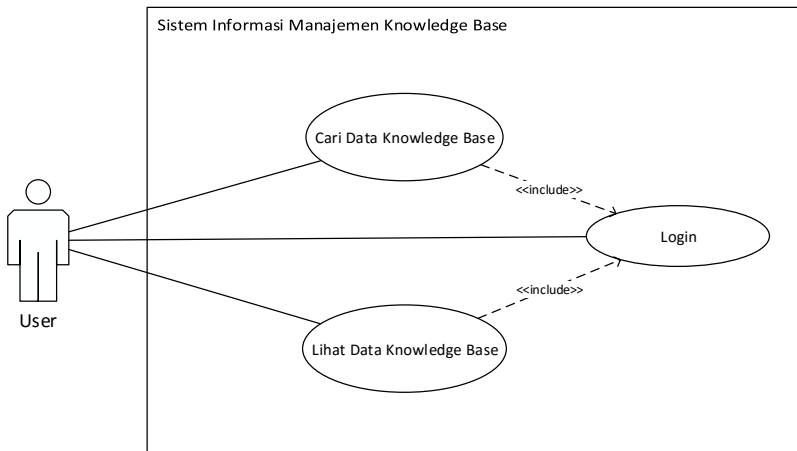 Sistem Informasi Manajemen Knowledge Base
Cari Data Knowledge Base
<<include>>
Login
<<include>>
User
Lihat Data Knowledge Base